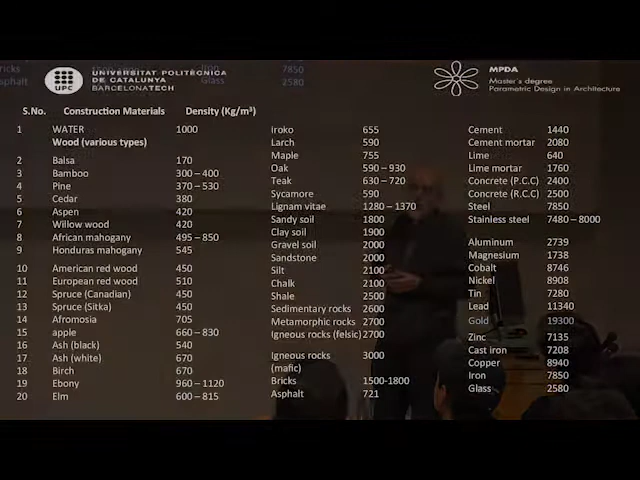 ricks 1500-1800 Iron 7850
sphalt Glass 2580
UPC
UNIVERSITAT POLITÈCNICA
DE CATALUNYA
BARCELONATECH
MPDA
Master's degree
Parametric Design in Architecture
S.No. Construction Materials Density (Kg/m³)
1 WATER 1000
Wood (various types)
2 Balsa 170
3 Bamboo 300 – 400
4 Pine 370 – 530
5 Cedar 380
6 Aspen 420
7 Willow wood 420
8 African mahogany 495 – 850
9 Honduras mahogany 545
10 American red wood 450
11 European red wood 510
12 Spruce (Canadian) 450
13 Spruce (Sitka) 450
14 Afromosia 705
15 apple 660 – 830
16 Ash (black) 540
17 Ash (white) 670
18 Birch 670
19 Ebony 960 – 1120
20 Elm 600 – 815
Iroko 655
Larch 590
Maple 755
Oak 590 – 930
Teak 630 – 720
Sycamore 590
Lignam vitae 1280 – 1370
Sandy soil 1800
Clay soil 1900
Gravel soil 2000
Sandstone 2000
Silt 2100
Chalk 2100
Shale 2500
Sedimentary rocks 2600
Metamorphic rocks 2700
Igneous rocks (felsic) 2700
Igneous rocks 3000
(mafic)
Bricks 1500-1800
Asphalt 721
Cement 1440
Cement mortar 2080
Lime 640
Lime mortar 1760
Concrete (P.C.C) 2400
Concrete (R.C.C) 2500
Steel 7850
Stainless steel 7480 – 8000
Aluminum 2739
Magnesium 1738
Cobalt 8746
Nickel 8908
Tin 7280
Lead 11340
Gold 19300
Zinc 7135
Cast iron 7208
Copper 8940
Iron 7850
Glass 2580